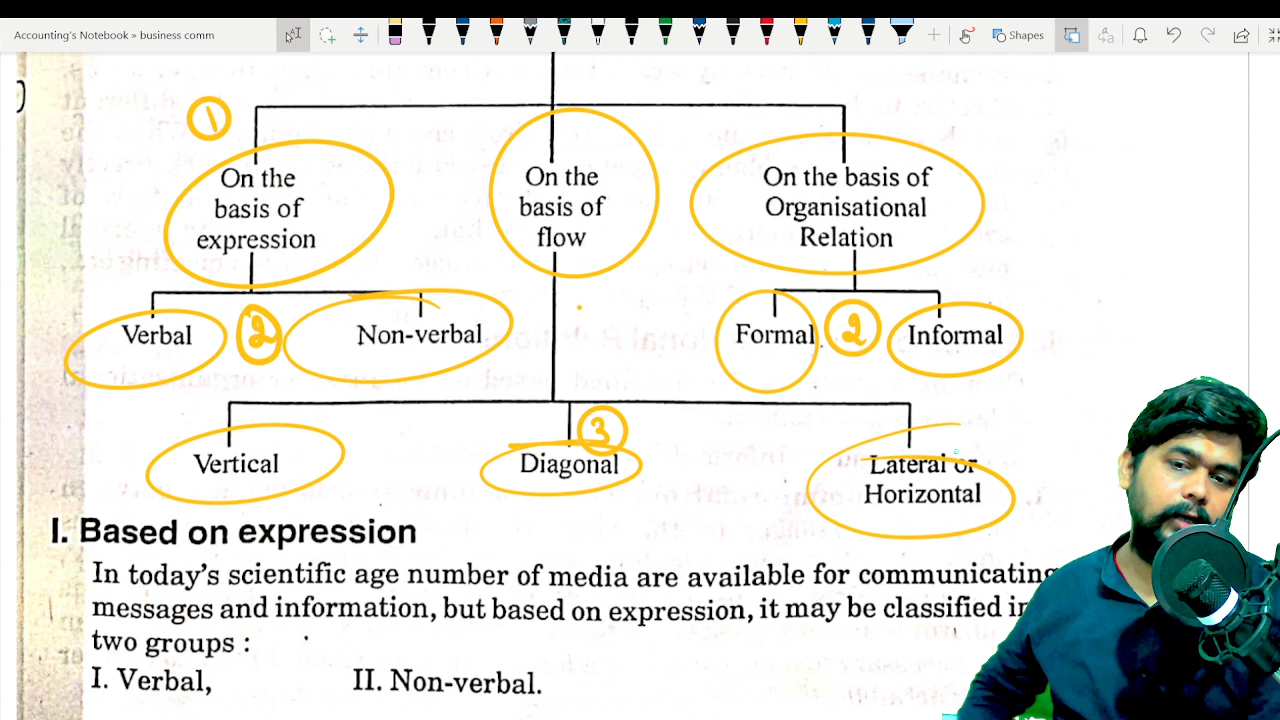 Accounting's Notebook » business comm
Shapes
1
On the
basis of
expression
On the
basis of
flow
On the basis of
Organisational
Relation
Verbal
2
Non-verbal
Formal
2
Informal
3
Vertical
Diagonal
Lateral or
Horizontal
I. Based on expression
In today's scientific age number of media are available for communicating
messages and information, but based on expression, it may be classified in
two groups :
I. Verbal,
II. Non-verbal.